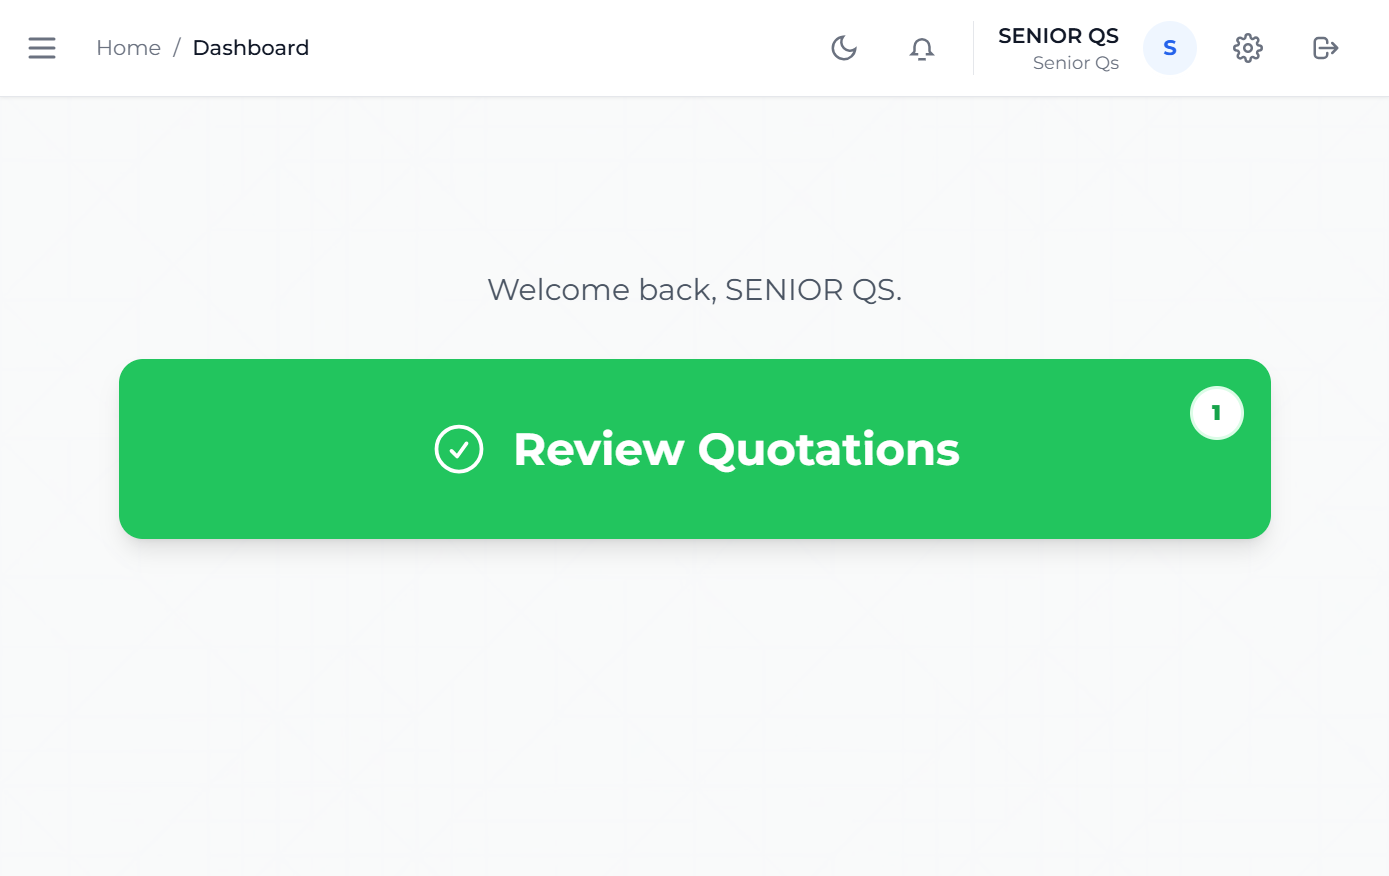 Home / Dashboard
SENIOR QS
Senior Qs
S
Welcome back, SENIOR QS.
1
Review Quotations